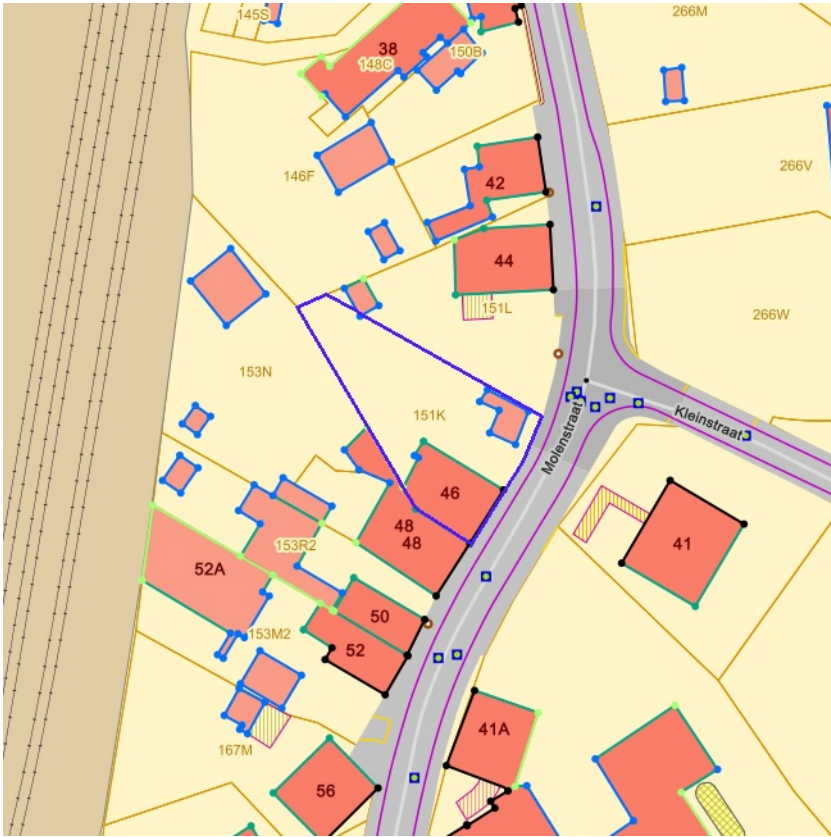 145S
266M
38
150B
148C
266V
146F
42
44
151L
266W
153N
151K
Molenstraat
Kleinstraat
46
48
48
41
153R2
52A
50
153M2
52
41A
167M
56